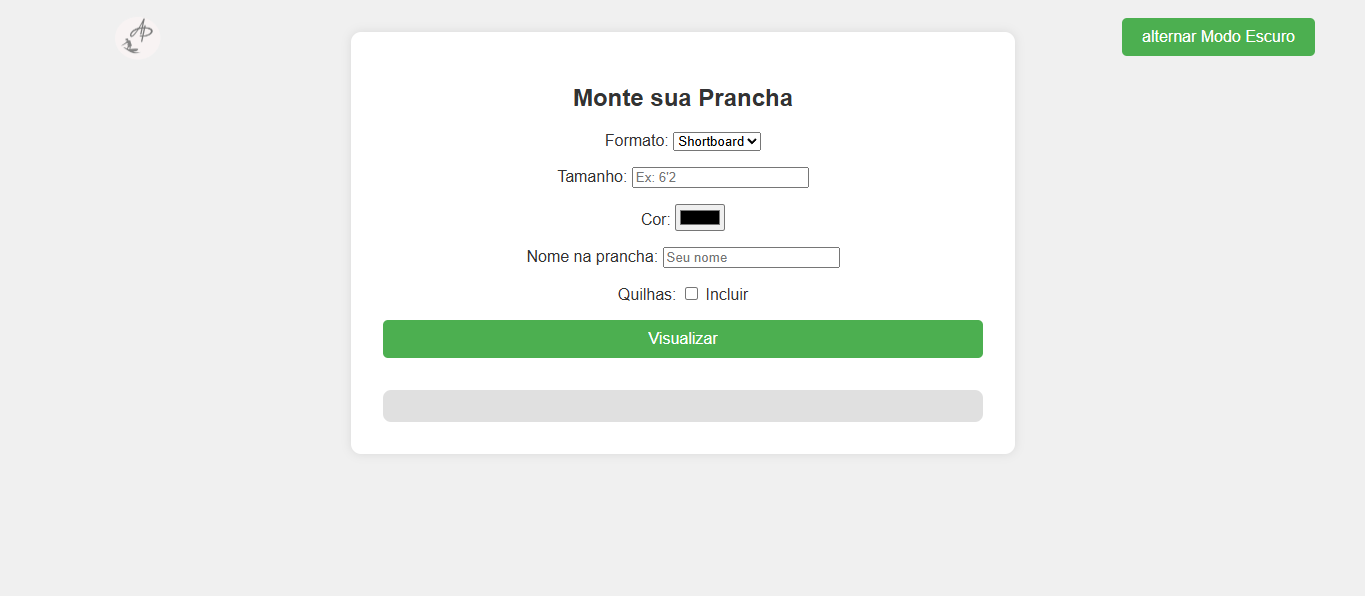 AP
alternar Modo Escuro
Monte sua Prancha
Formato: Shortboard
Tamanho: Ex: 6'2
Cor:
Nome na prancha: Seu nome
Quilhas: Incluir
Visualizar